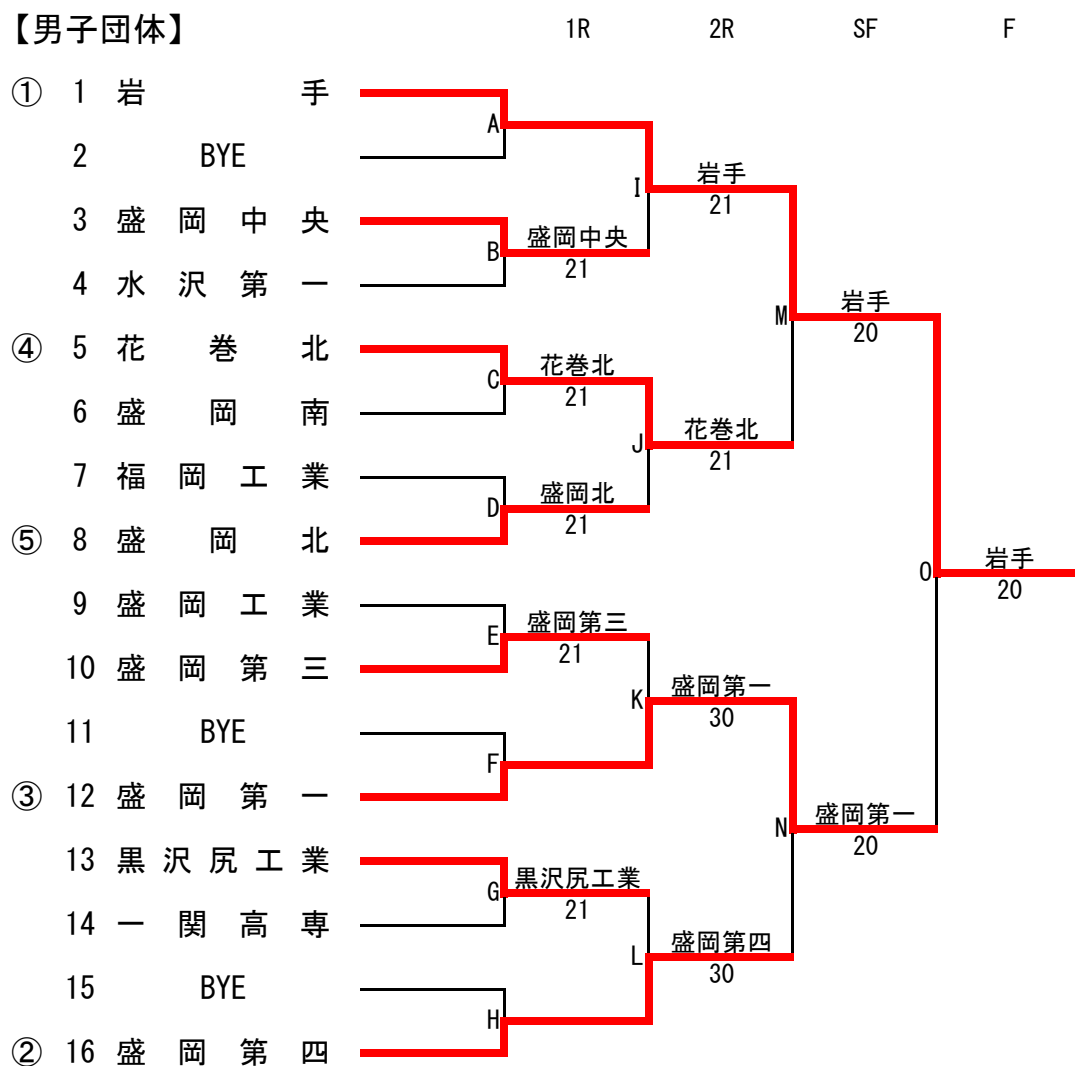 【男子団体】 1R 2R SF F
① 1 岩手
A
2 BYE
I 岩手
21
3 盛岡中央
B 盛岡中央
21
4 水沢第一
M 岩手
20
④ 5 花巻北
C 花巻北
21
6 盛岡南
J 花巻北
21
7 福岡工業
D 盛岡北
21
⑤ 8 盛岡北
O 岩手
20
9 盛岡工業
E 盛岡第三
21
10 盛岡第三
K 盛岡第一
30
11 BYE
F
③ 12 盛岡第一
N 盛岡第一
20
13 黒沢尻工業
G 黒沢尻工業
21
14 一関高専
L 盛岡第四
30
15 BYE
H
② 16 盛岡第四